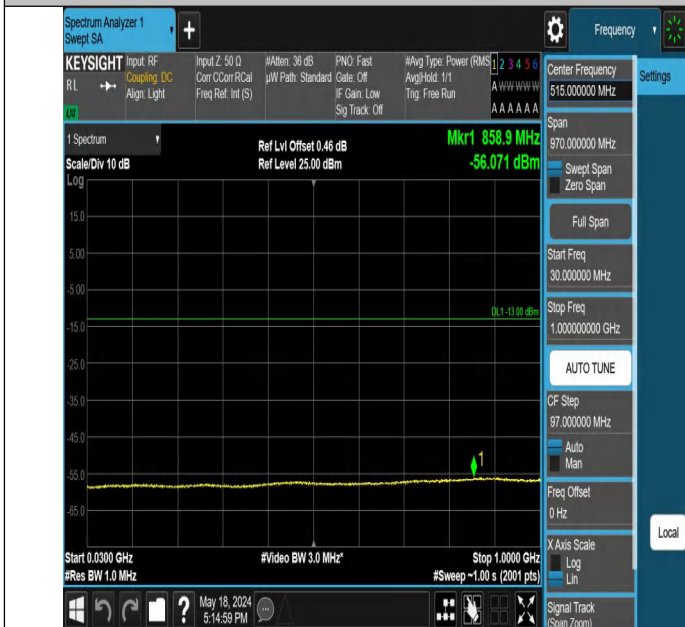 Spectrum Analyzer 1
Swept SA
+
Frequency
KEYSIGHT
RL
Input: RF
Coupling: DC
Align: Light
Input Z: 50 Ω
Corr CCorr RCal
Freq Ref: Int (S)
#Atten: 36 dB
µW Path: Standard
PNO: Fast
Gate: Off
IF Gain: Low
Sig Track: Off
#Avg Type: Power (RMS
Avg|Hold: 1/1
Trig: Free Run
1 2 3 4 5 6
A W W W W W
A A A A A A
1 Spectrum
Scale/Div 10 dB
Log
Ref Lvl Offset 0.46 dB
Ref Level 25.00 dBm
Mkr1 858.9 MHz
-56.071 dBm
15.0
5.00
-5.00
-15.0
-25.0
-35.0
-45.0
-55.0
-65.0
DL1 -13.00 dBm
1
Start 0.0300 GHz
#Res BW 1.0 MHz
#Video BW 3.0 MHz*
Stop 1.0000 GHz
#Sweep ~1.00 s (2001 pts)
?
May 18, 2024
5:14:59 PM
Center Frequency
515.000000 MHz
Settings
Span
970.000000 MHz
Swept Span
Zero Span
Full Span
Start Freq
30.000000 MHz
Stop Freq
1.000000000 GHz
AUTO TUNE
CF Step
97.000000 MHz
Auto
Man
Freq Offset
0 Hz
X Axis Scale
Log
Lin
Local
Signal Track
(Span Zoom)